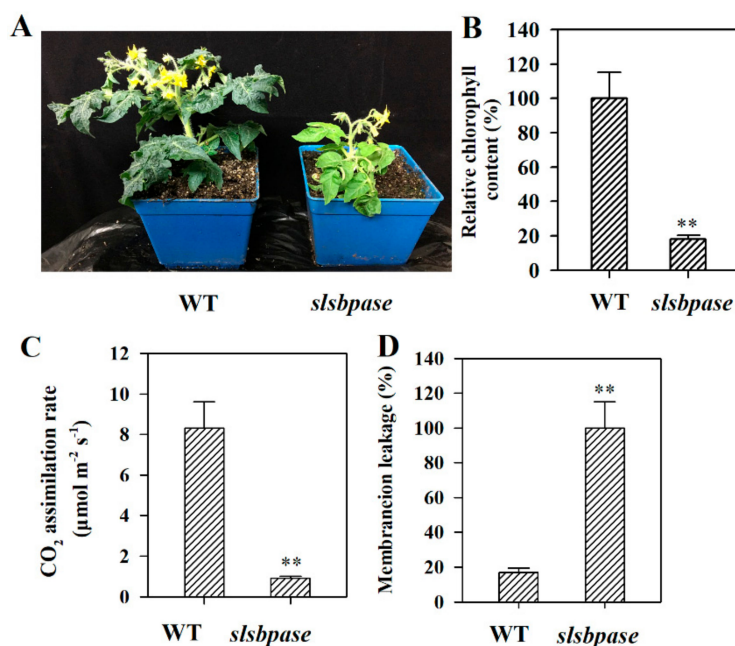 A
WT
slsbpase
B
Relative chlorophyll
content (%)
140
120
100
80
60
40
20
0
**
WT
slsbpase
C
CO₂ assimilation rate
(μmol m⁻² s⁻¹)
12
10
8
6
4
2
0
**
WT
slsbpase
D
Membrancion leakage (%)
140
120
100
80
60
40
20
0
**
WT
slsbpase